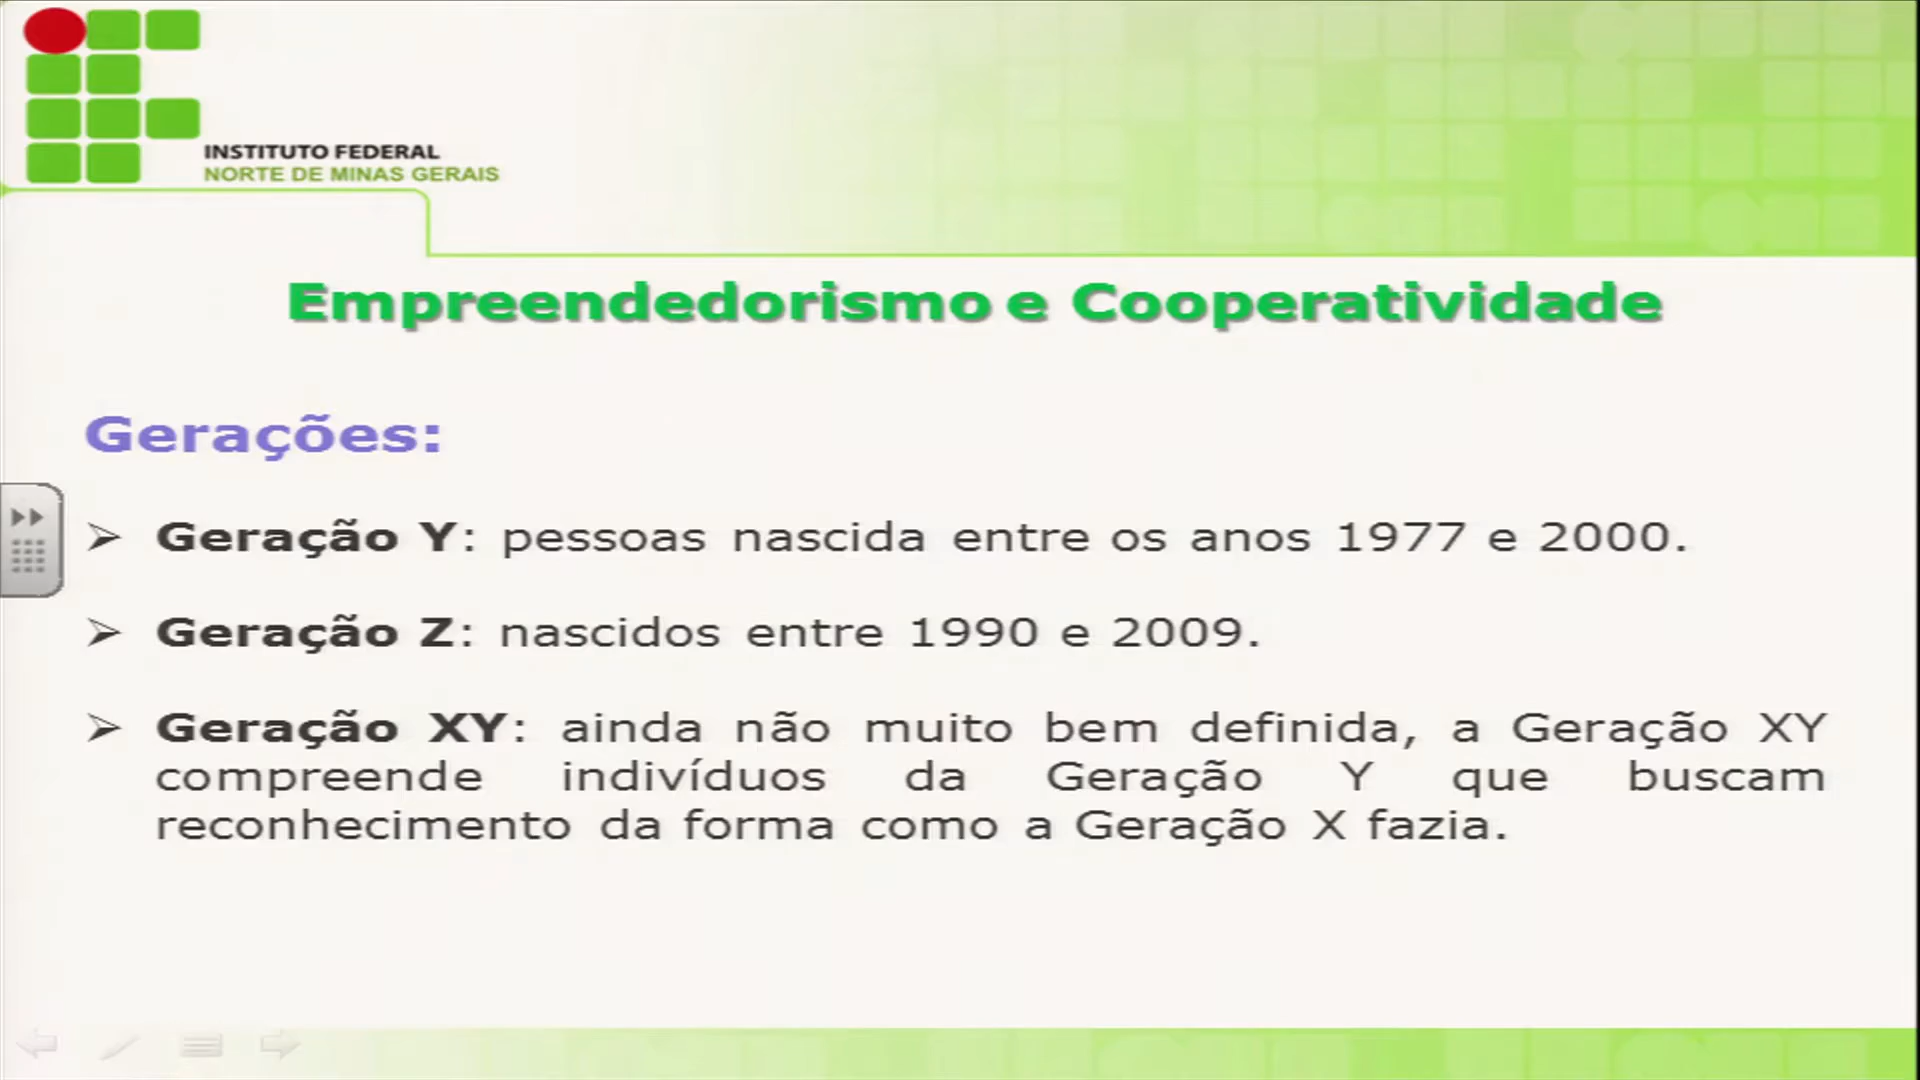 INSTITUTO FEDERAL
NORTE DE MINAS GERAIS
Empreendedorismo e Cooperatividade
Gerações:
Geração Y: pessoas nascida entre os anos 1977 e 2000.
Geração Z: nascidos entre 1990 e 2009.
Geração XY: ainda não muito bem definida, a Geração XY
compreende indivíduos da Geração Y que buscam
reconhecimento da forma como a Geração X fazia.